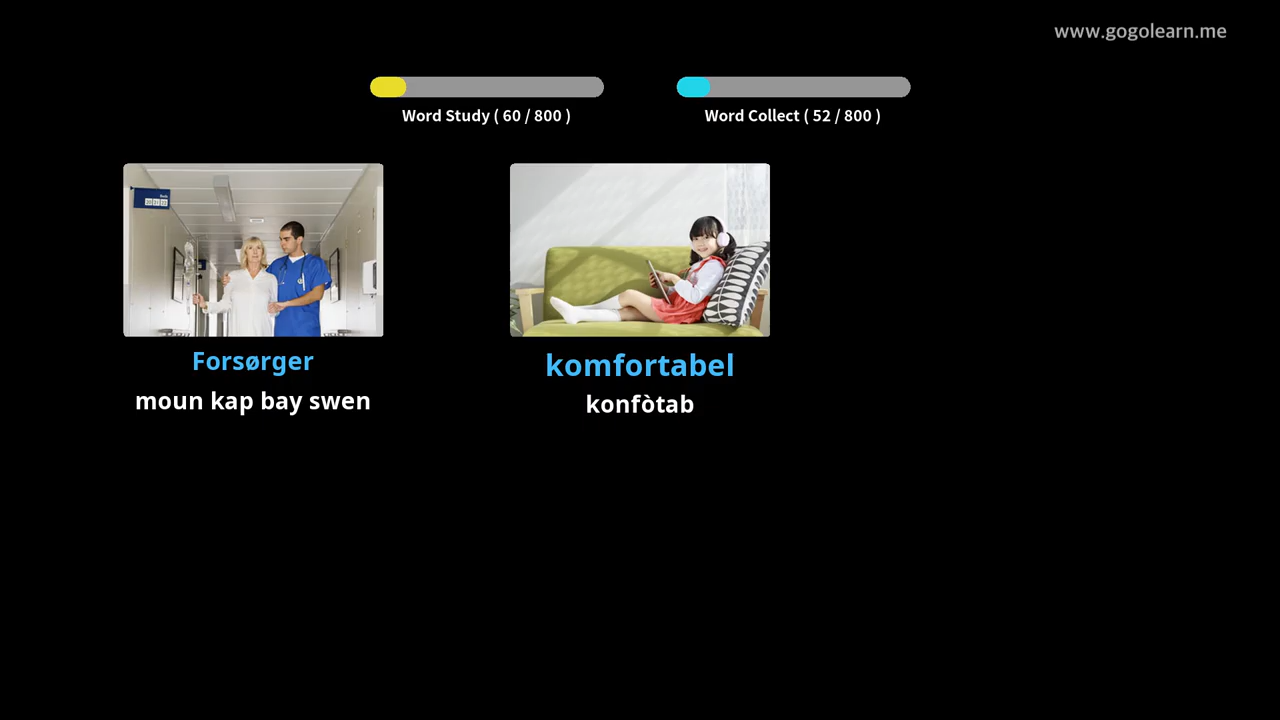 www.gogolearn.me
Word Study ( 60 / 800 )
Word Collect ( 52 / 800 )
Forsørger
moun kap bay swen
komfortabel
konfòtab